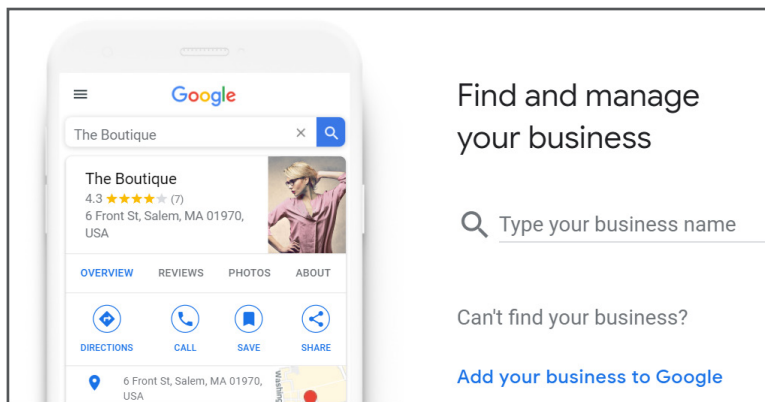 Google
The Boutique
The Boutique
4.3 (7)
6 Front St, Salem, MA 01970,
USA
OVERVIEW REVIEWS PHOTOS ABOUT
DIRECTIONS CALL SAVE SHARE
6 Front St, Salem, MA 01970,
USA
Find and manage
your business
Type your business name
Can't find your business?
Add your business to Google